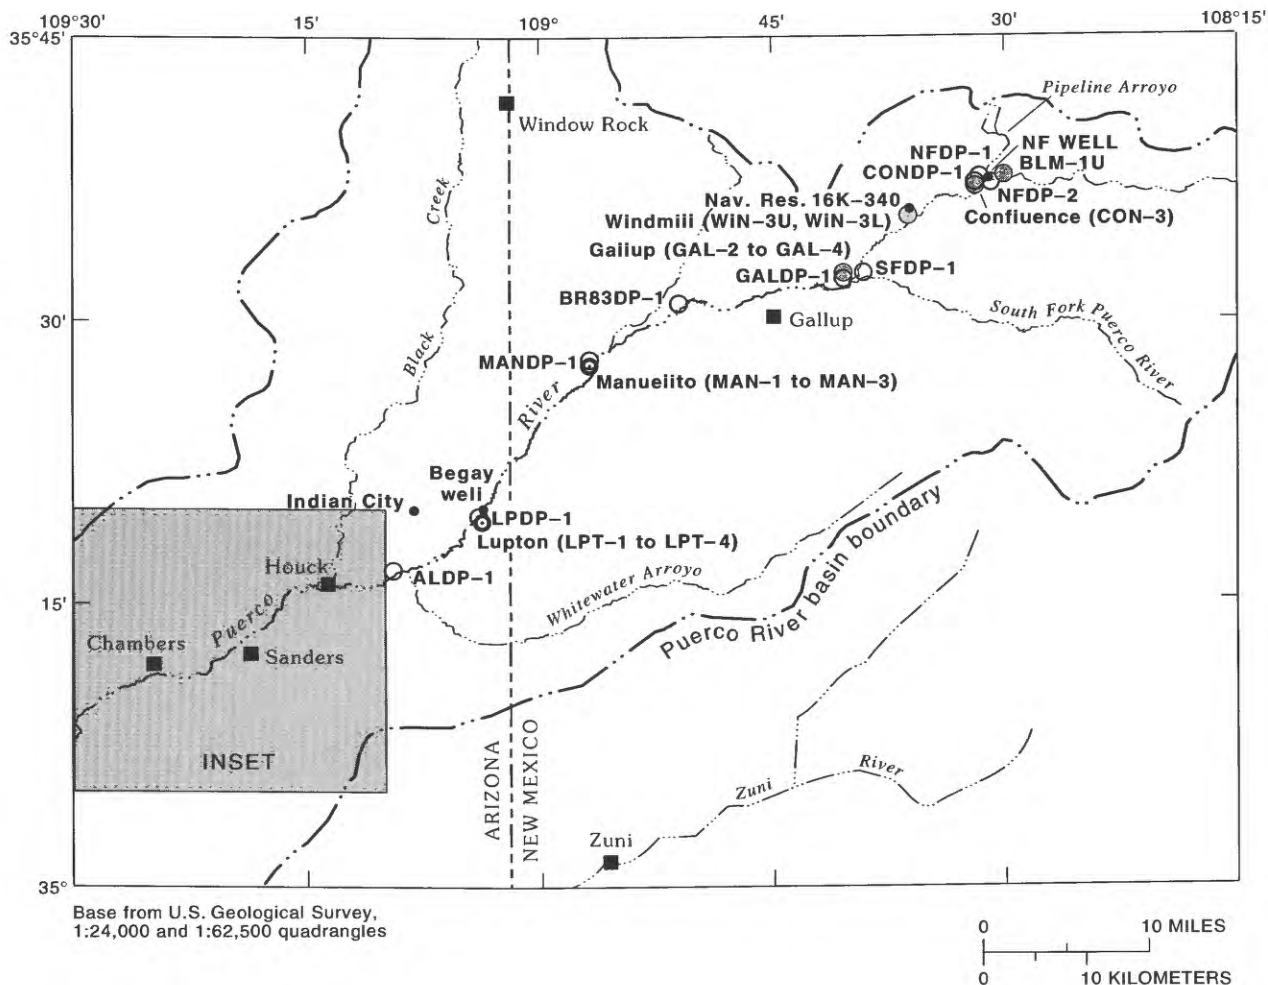 109°30' 15' 109° 45' 30' 108°15'
35°45'
Pipeline Arroyo
Window Rock
NFDP-1
NF WELL
CONDP-1
BLM-1U
Creek
Nav. Res. 16K-340
NFDP-2
Windmiii (WiN-3U, WiN-3L)
Confiuence (CON-3)
Gaiiup (GAL-2 to GAL-4)
GALDP-1
SFDP-1
BR83DP-1
South Fork Puerco River
30'
Gallup
Black
MANDP-1
Manueiito (MAN-1 to MAN-3)
River
Begay
well
Indian City
LPDP-1
Lupton (LPT-1 to LPT-4)
Puerco River basin boundary
Houck
ALDP-1
Whitewater Arroyo
15'
Puerco
Chambers
Sanders
INSET
ARIZONA
NEW MEXICO
Zuni River
Zuni
35°
Base from U.S. Geological Survey,
1:24,000 and 1:62,500 quadrangles
0 10 MILES
0 10 KILOMETERS